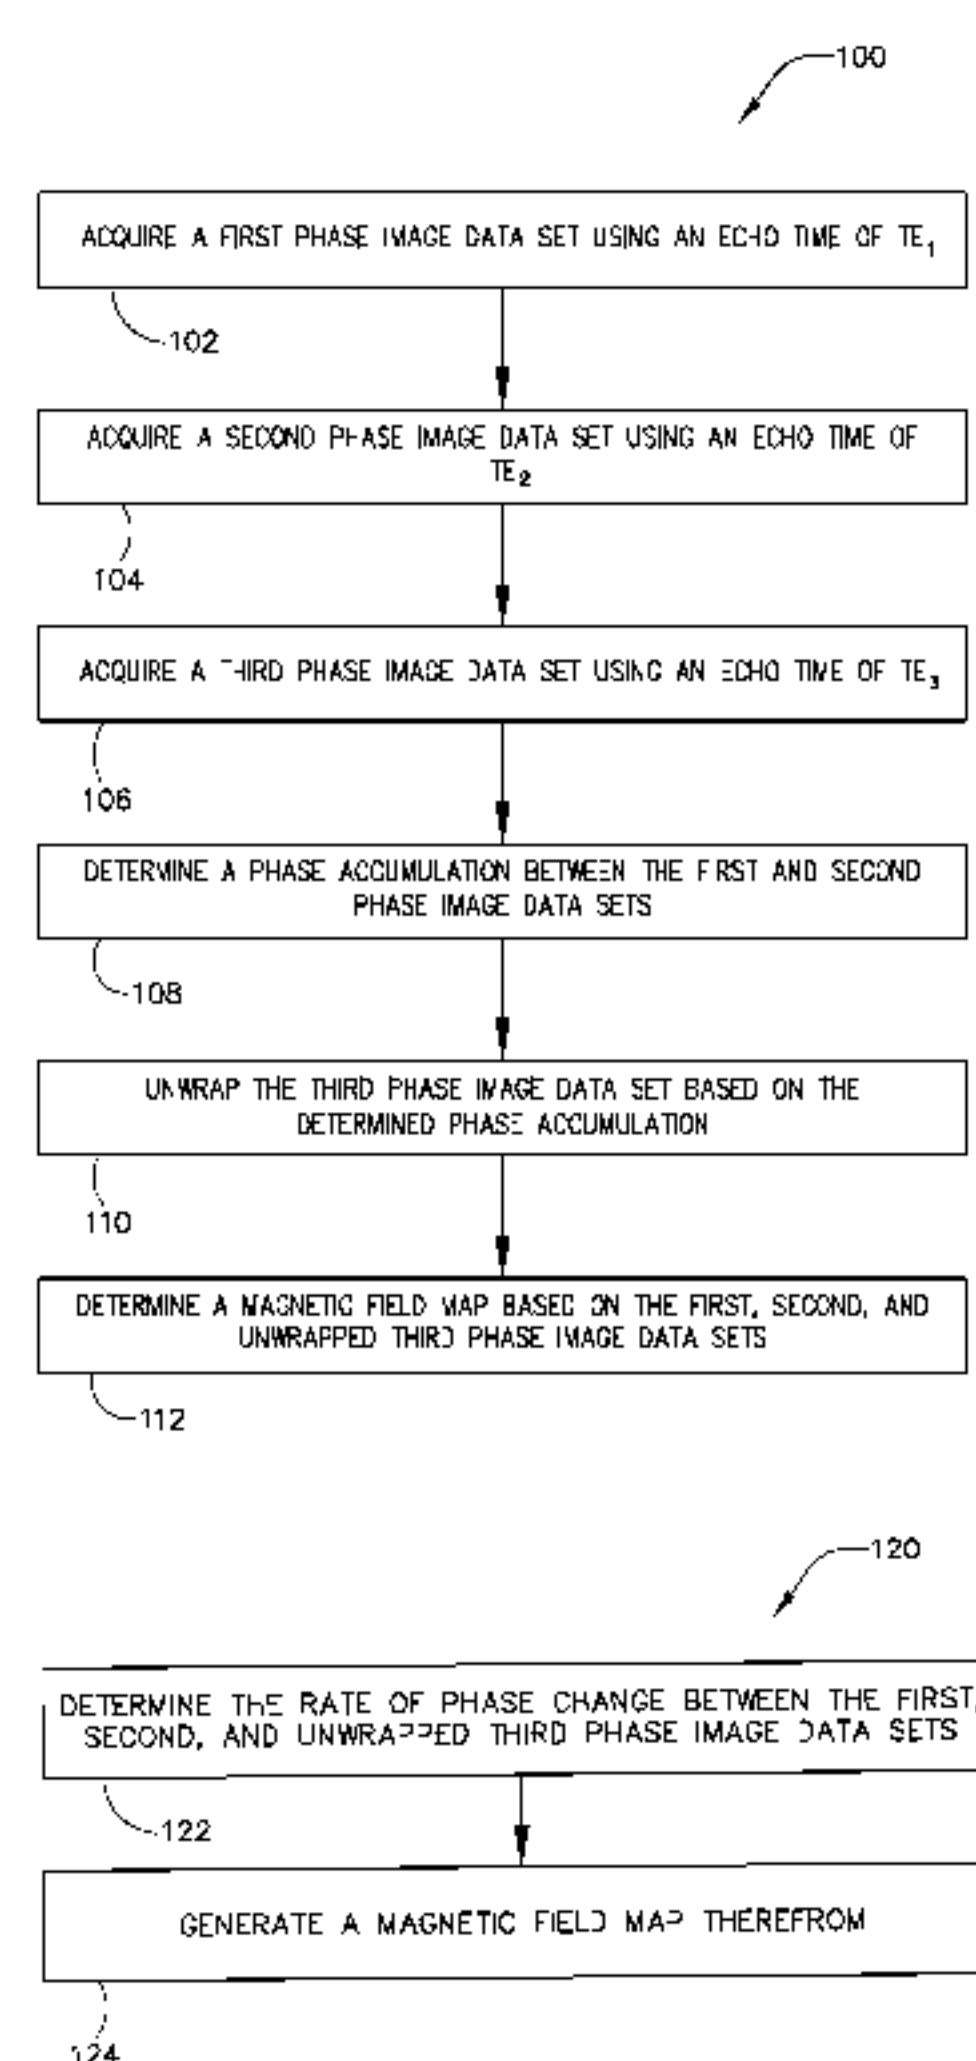 100
ACQUIRE A FIRST PHASE IMAGE DATA SET USING AN ECHO TIME OF TE1
102
ACQUIRE A SECOND PHASE IMAGE DATA SET USING AN ECHO TIME OF
TE2
104
ACQUIRE A THIRD PHASE IMAGE DATA SET USING AN ECHO TIME OF TE3
106
DETERMINE A PHASE ACCUMULATION BETWEEN THE FIRST AND SECOND
PHASE IMAGE DATA SETS
108
UNWRAP THE THIRD PHASE IMAGE DATA SET BASED ON THE
DETERMINED PHASE ACCUMULATION
110
DETERMINE A MAGNETIC FIELD MAP BASED ON THE FIRST, SECOND, AND
UNWRAPPED THIRD PHASE IMAGE DATA SETS
112
120
DETERMINE THE RATE OF PHASE CHANGE BETWEEN THE FIRST,
SECOND, AND UNWRAPPED THIRD PHASE IMAGE DATA SETS
122
GENERATE A MAGNETIC FIELD MAP THEREFROM
124